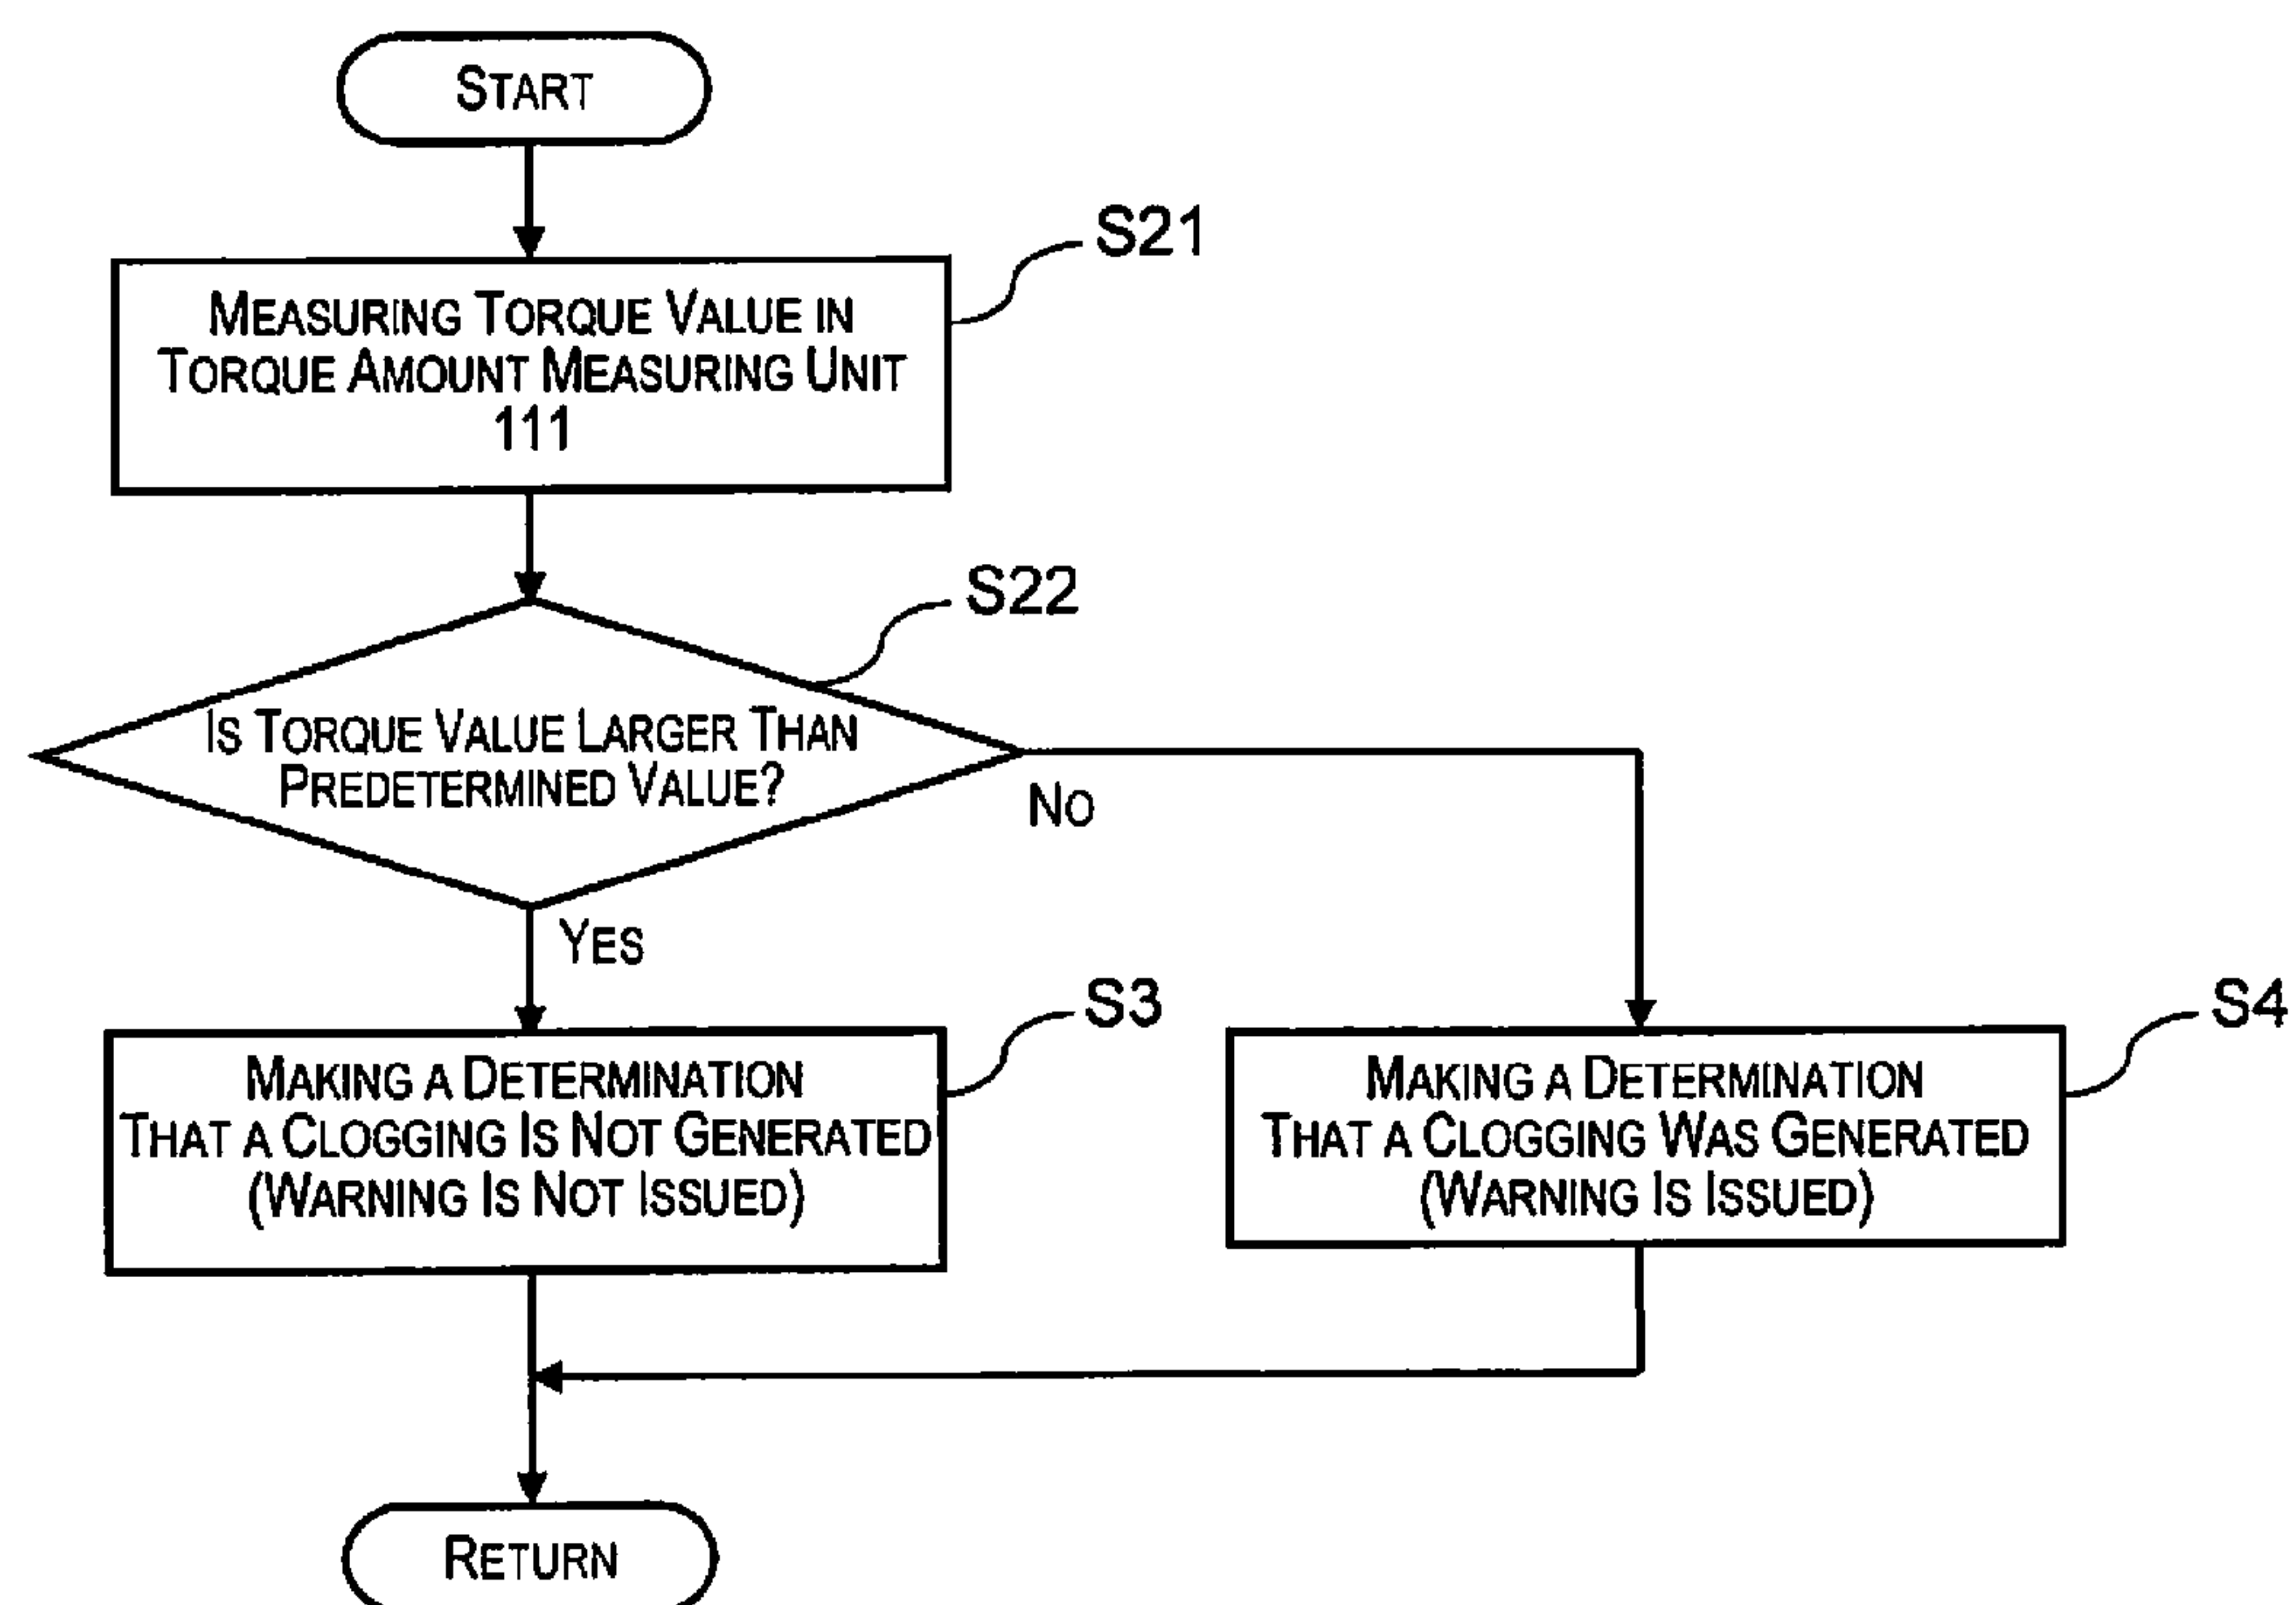 START
S21
MEASURING TORQUE VALUE IN
TORQUE AMOUNT MEASURING UNIT
111
S22
IS TORQUE VALUE LARGER THAN
PREDETERMINED VALUE?
NO
YES
S3
MAKING A DETERMINATION
THAT A CLOGGING IS NOT GENERATED
(WARNING IS NOT ISSUED)
S4
MAKING A DETERMINATION
THAT A CLOGGING WAS GENERATED
(WARNING IS ISSUED)
RETURN